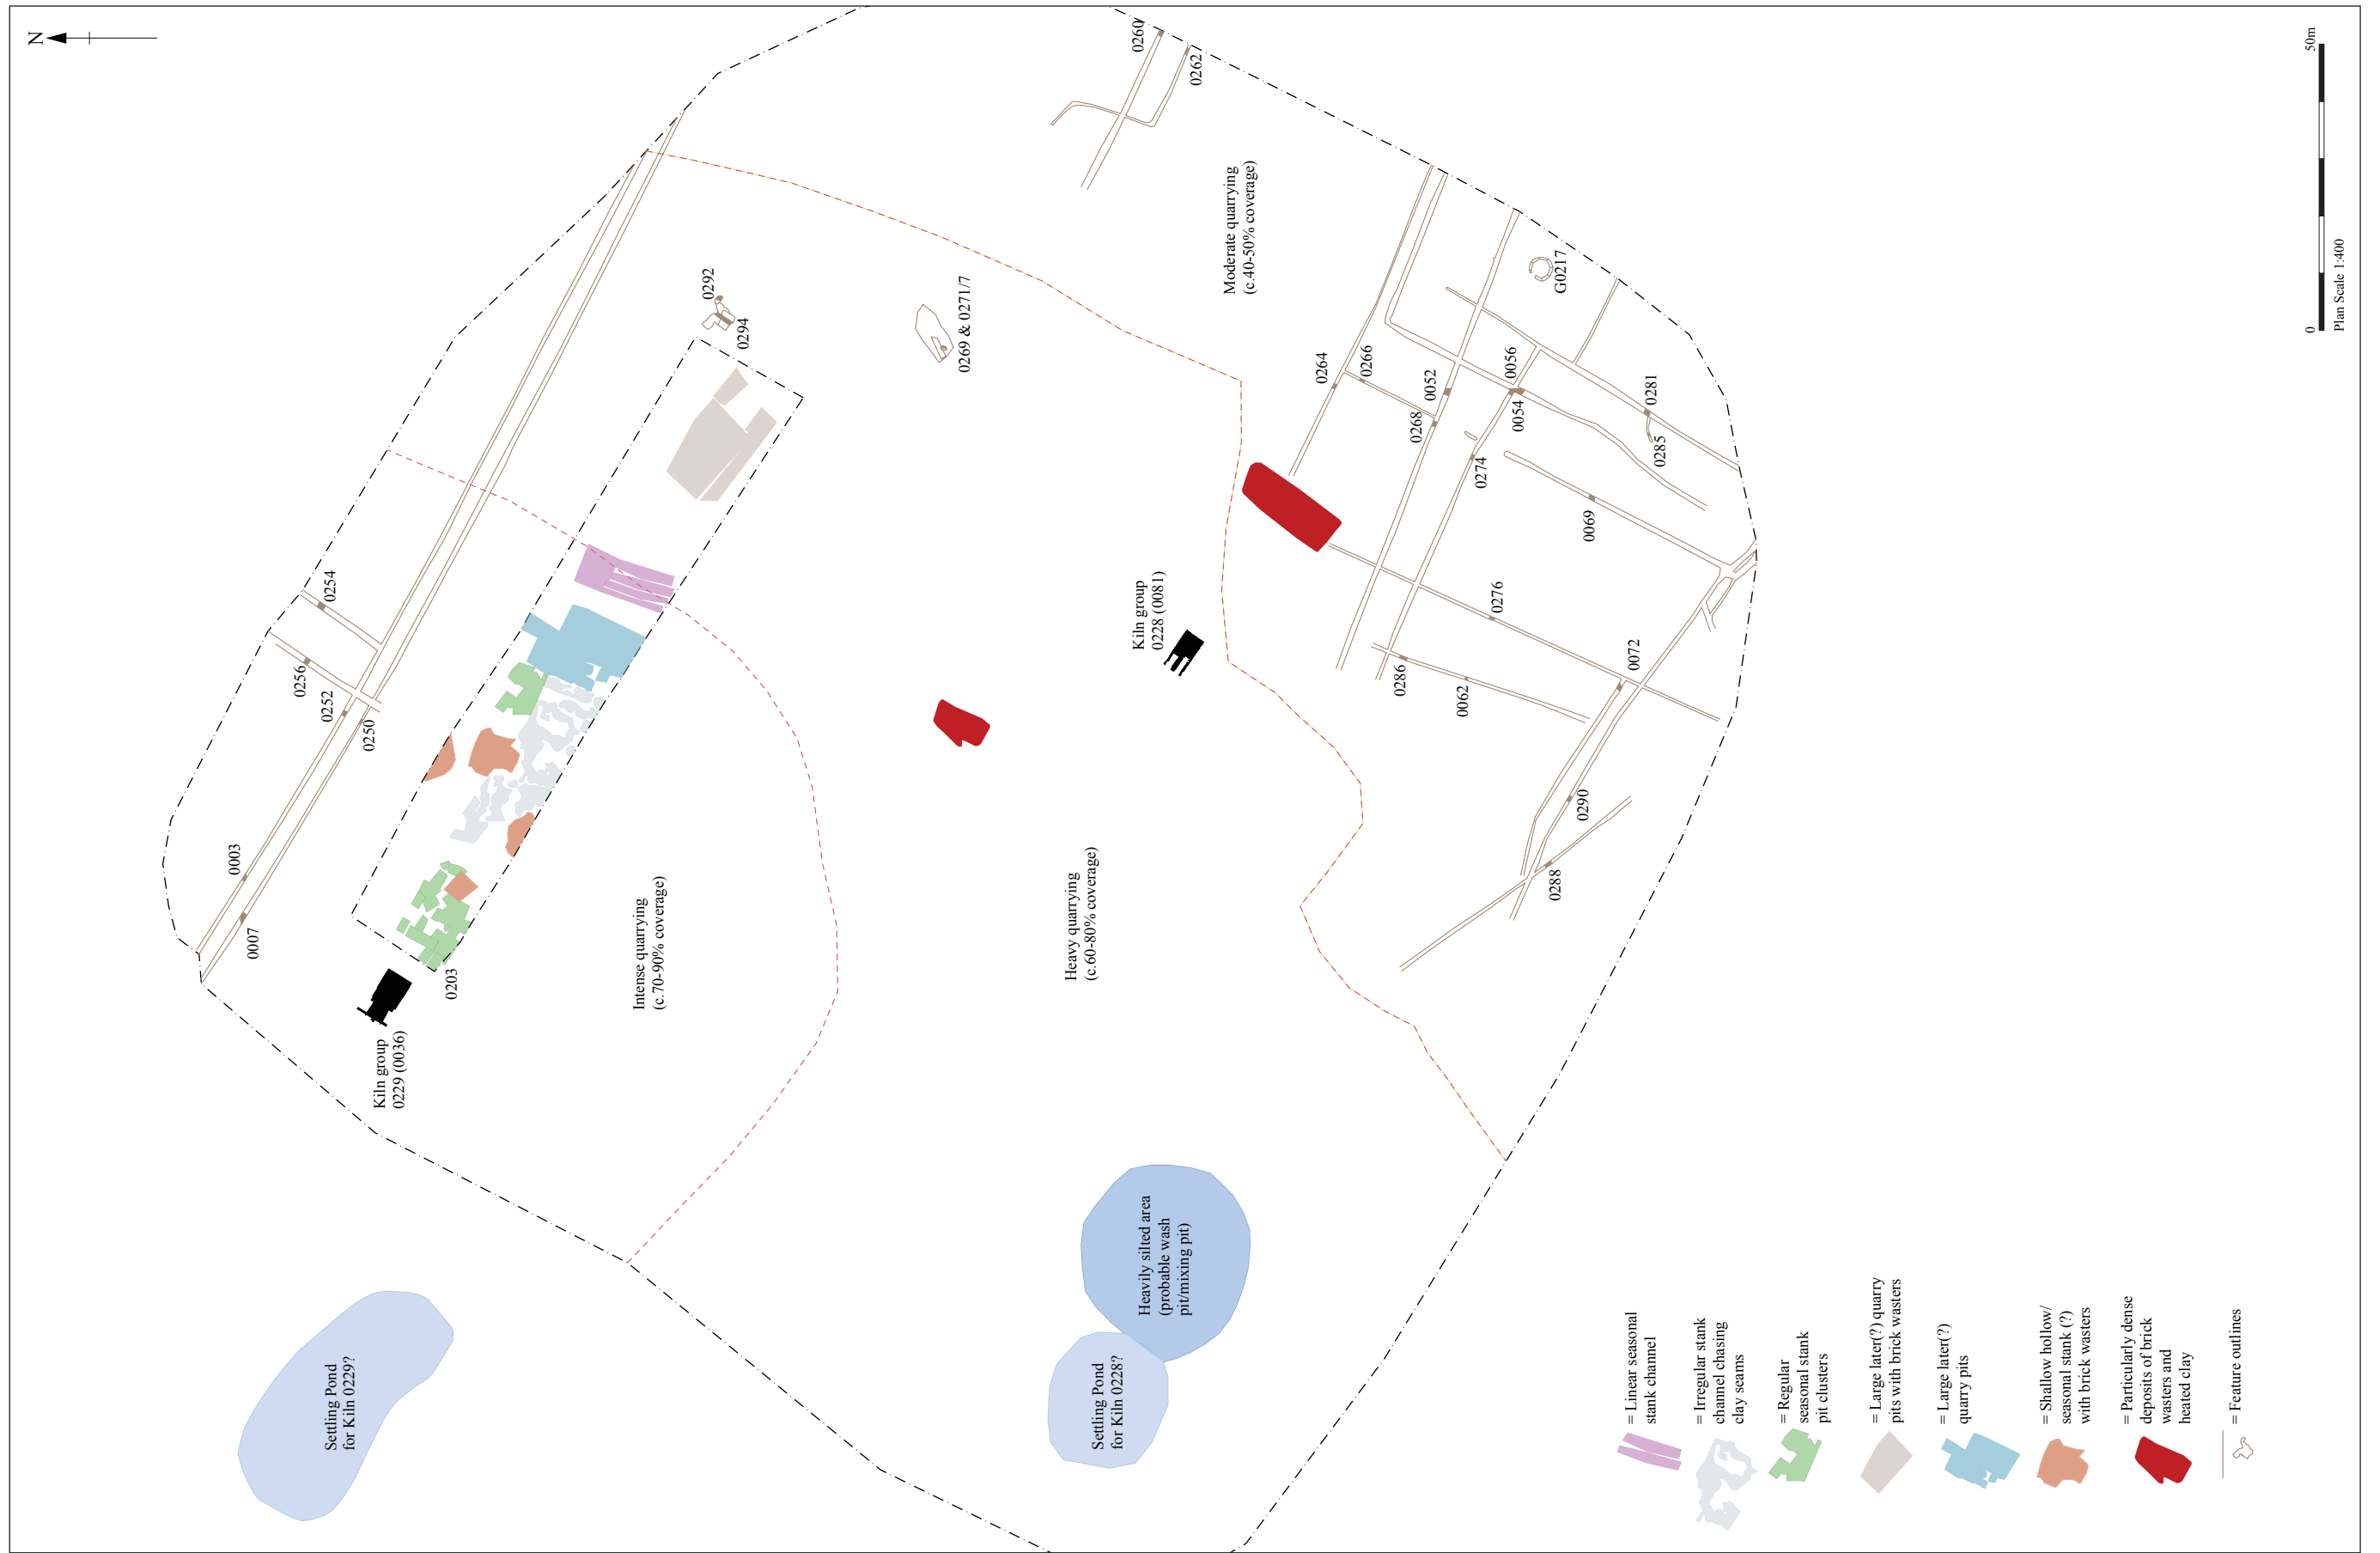 N
0260
0262
Moderate quarrying
(c.40-50% coverage)
50m
0
Plan Scale 1:400
G0217
0292
0294
0269 & 0271/7
0264
0266
0052
0268
0056
0054
0274
0281
0285
0069
0254
0256
0252
0250
Kiln group
0228 (0081)
0276
0286
0062
0072
0290
0288
0003
0007
0203
Intense quarrying
(c.70-90% coverage)
Heavy quarrying
(c.60-80% coverage)
Kiln group
0229 (0036)
Heavily silted area
(probable wash
pit/mixing pit)
Settling Pond
for Kiln 0229?
Settling Pond
for Kiln 0228?
= Linear seasonal
stank channel
= Irregular stank
channel chasing
clay seams
= Regular
seasonal stank
pit clusters
= Large later(?) quarry
pits with brick wasters
= Large later(?)
quarry pits
= Shallow hollow/
seasonal stank (?)
with brick wasters
= Particularly dense
deposits of brick
wasters and
heated clay
= Feature outlines